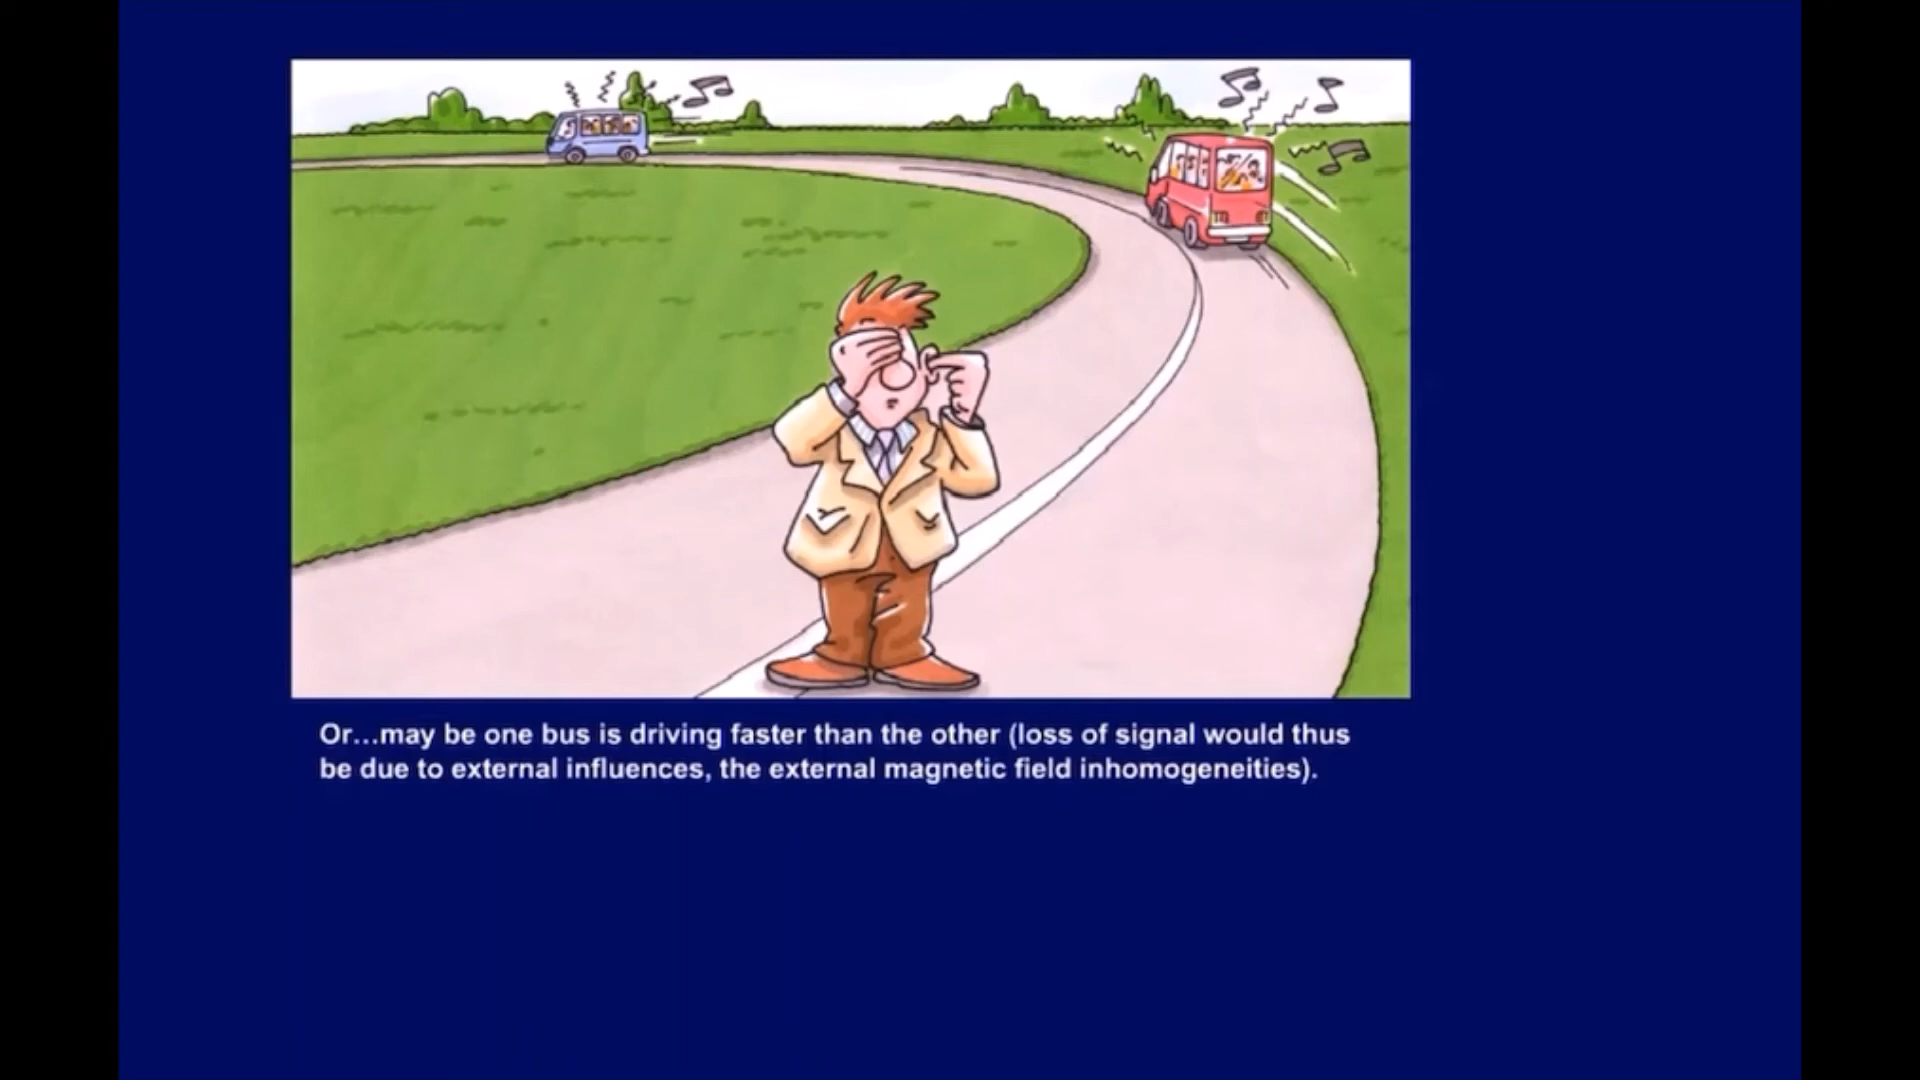 Or...may be one bus is driving faster than the other (loss of signal would thus
be due to external influences, the external magnetic field inhomogeneities).